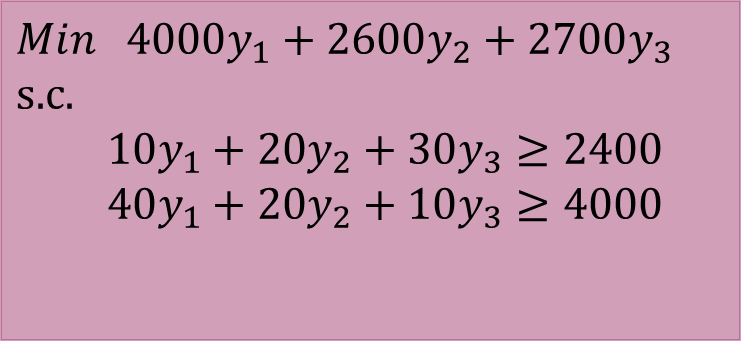 Min 4000y₁ + 2600y₂ + 2700y₃
s.c.
10y₁ + 20y₂ + 30y₃ ≥ 2400
40y₁ + 20y₂ + 10y₃ ≥ 4000